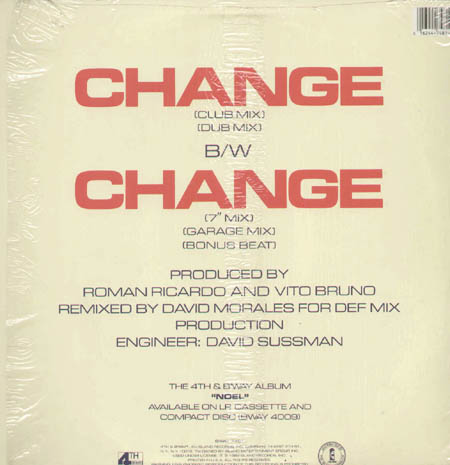 CHANGE
(CLUB MIX)
(DUB MIX)
B/W
CHANGE
(7" MIX)
(GARAGE MIX)
(BONUS BEAT)
PRODUCED BY
ROMAN RICARDO AND VITO BRUNO
REMIXED BY DAVID MORALES FOR DEF MIX
PRODUCTION
ENGINEER: DAVID SUSSMAN
THE 4TH & B'WAY ALBUM
"NOEL"
AVAILABLE ON LP, CASSETTE AND
COMPACT DISC (BWAY 4009)
4TH